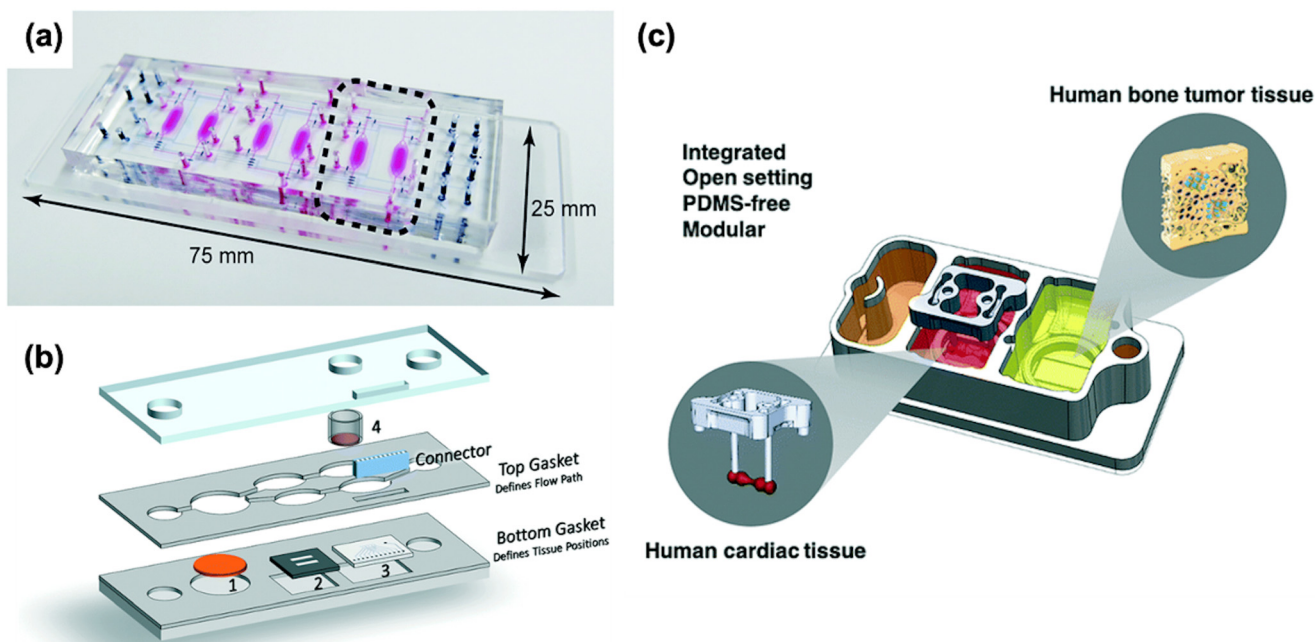 (a)
25 mm
75 mm
(b)
4
Connector
Top Gasket
Defines Flow Path
Bottom Gasket
Defines Tissue Positions
1
2
3
(c)
Human bone tumor tissue
Integrated
Open setting
PDMS-free
Modular
Human cardiac tissue